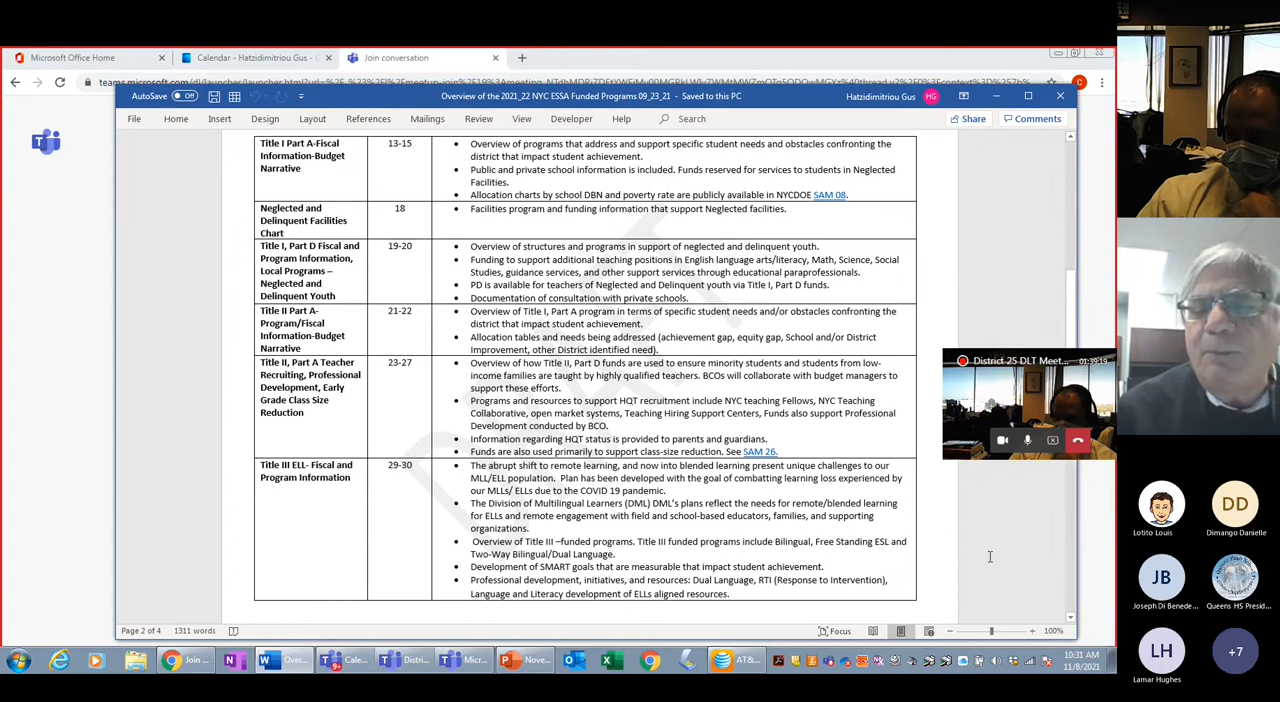 Microsoft Office Home
Calendar - Hatzidimitriou Gus -
Join conversation
AutoSave Off
Overview of the 2021_22 NYC ESSA Funded Programs 09_23_21 - Saved to this PC
Hatzidimitriou Gus HG
File Home Insert Design Layout References Mailings Review View Developer Help Search
Share Comments
Title I Part A-Fiscal
Information-Budget
Narrative
13-15
• Overview of programs that address and support specific student needs and obstacles confronting the
district that impact student achievement.
• Public and private school information is included. Funds reserved for services to students in Neglected
Facilities.
• Allocation charts by school DBN and poverty rate are publicly available in NYCDOE SAM 08.
Neglected and
Delinquent Facilities
Chart
18
• Facilities program and funding information that support Neglected facilities.
Title I, Part D Fiscal and
Program Information,
Local Programs –
Neglected and
Delinquent Youth
19-20
• Overview of structures and programs in support of neglected and delinquent youth.
• Funding to support additional teaching positions in English language arts/literacy, Math, Science, Social
Studies, guidance services, and other support services through educational paraprofessionals.
• PD is available for teachers of Neglected and Delinquent youth via Title I, Part D funds.
• Documentation of consultation with private schools.
Title II Part A-
Program/Fiscal
Information-Budget
Narrative
21-22
• Overview of Title I, Part A program in terms of specific student needs and/or obstacles confronting the
district that impact student achievement.
• Allocation tables and needs being addressed (achievement gap, equity gap, School and/or District
Improvement, other District identified need).
Title II, Part A Teacher
Recruiting, Professional
Development, Early
Grade Class Size
Reduction
23-27
• Overview of how Title II, Part D funds are used to ensure minority students and students from low-
income families are taught by highly qualified teachers. BCOs will collaborate with budget managers to
support these efforts.
• Programs and resources to support HQT recruitment include NYC teaching Fellows, NYC Teaching
Collaborative, open market systems, Teaching Hiring Support Centers, Funds also support Professional
Development conducted by BCO.
• Information regarding HQT status is provided to parents and guardians.
• Funds are also used primarily to support class-size reduction. See SAM 26.
Title III ELL- Fiscal and
Program Information
29-30
• The abrupt shift to remote learning, and now into blended learning present unique challenges to our
MLL/ELL population. Plan has been developed with the goal of combatting learning loss experienced by
our MLLs/ ELLs due to the COVID 19 pandemic.
• The Division of Multilingual Learners (DML) DML's plans reflect the needs for remote/blended learning
for ELLs and remote engagement with field and school-based educators, families, and supporting
organizations.
• Overview of Title III –funded programs. Title III funded programs include Bilingual, Free Standing ESL and
Two-Way Bilingual/Dual Language.
• Development of SMART goals that are measurable that impact student achievement.
• Professional development, initiatives, and resources: Dual Language, RTI (Response to Intervention),
Language and Literacy development of ELLs aligned resources.
District 25 DLT Meet... 01:39:19
DRAFT
Page 2 of 4 1311 words
Focus
100%
Join ...
Over...
Cale...
Distri...
Micr...
Nove...
AT&...
10:31 AM
11/8/2021
Lotito Louis
DD
Dimango Danielle
JB
Joseph Di Benede...
Queens HS Presid...
LH
Lamar Hughes
+7